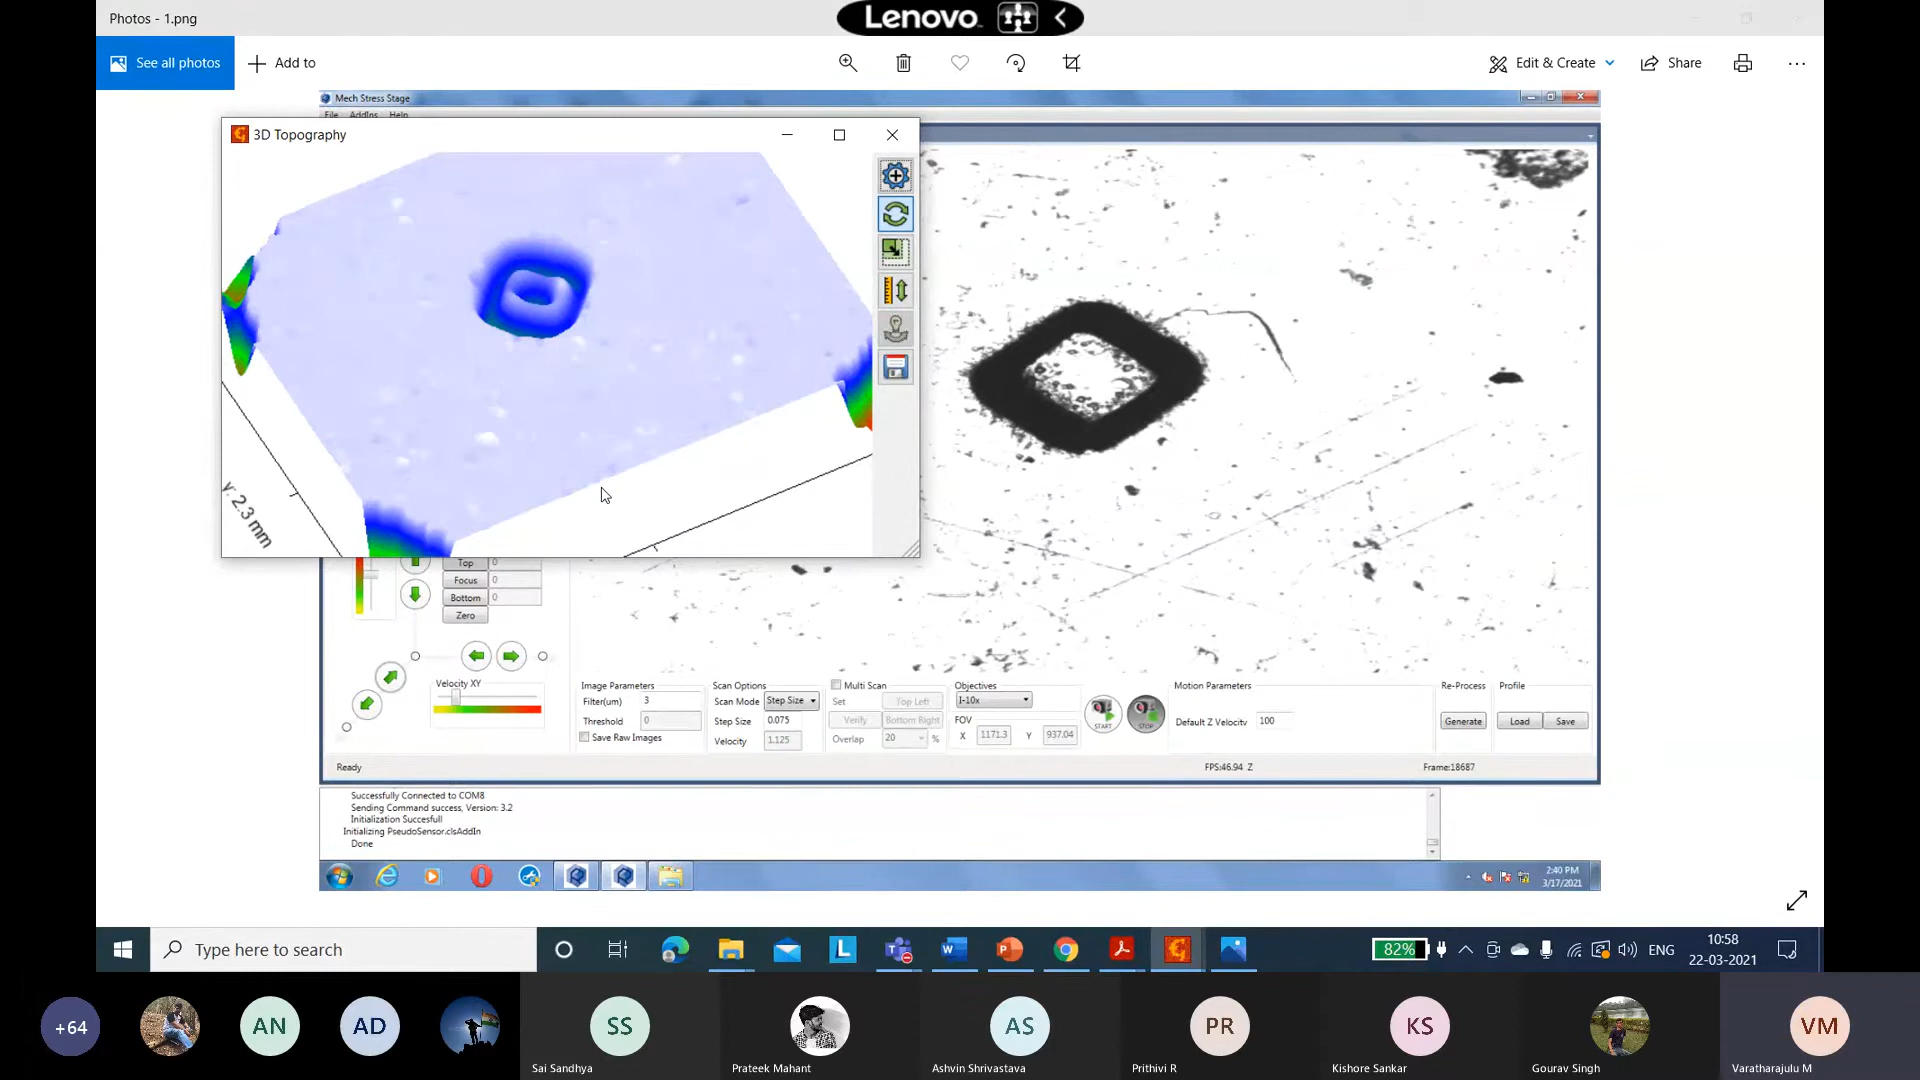 Photos - 1.png
Lenovo
See all photos
Add to
Edit & Create
Share
Mech Stress Stage
File AddIns Help
3D Topography
y: 2.3 mm
Top 0
Focus 0
Bottom 0
Zero
Velocity XY
Image Parameters
Filter(um) 3
Threshold 0
Save Raw Images
Scan Options
Scan Mode Step Size
Step Size 0.075
Velocity 1.125
Multi Scan
Set Top Left
Verify Bottom Right
Overlap 20 %
Objectives
I-10x
FOV
X 1171.3 Y 937.04
START
STOP
Motion Parameters
Default Z Velocity 100
Re-Process
Generate
Profile
Load Save
Ready FPS:46.94 Z Frame:18687
Successfully Connected to COM8
Sending Command success, Version: 3.2
Initialization Succesfull
Initializing PseudoSensor.clsAddIn
Done
2:40 PM
3/17/2021
Type here to search
82%
ENG
10:58
22-03-2021
+64
AN
AD
SS
AS
PR
KS
VM
Sai Sandhya
Prateek Mahant
Ashvin Shrivastava
Prithivi R
Kishore Sankar
Gourav Singh
Varatharajulu M